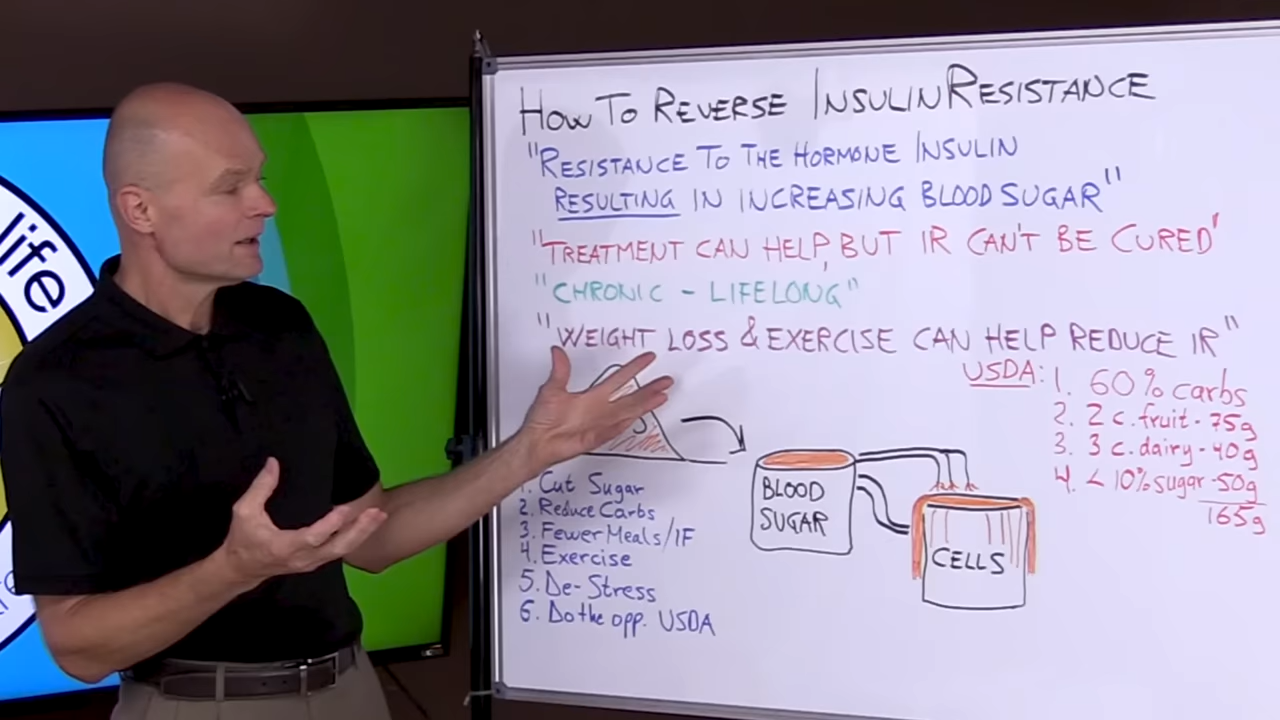 How To Reverse Insulin Resistance
"Resistance To The Hormone Insulin
Resulting in increasing blood sugar"
"Treatment can help, but IR can't be cured"
"Chronic - Lifelong"
"Weight loss & exercise can help reduce IR"
USDA: 1. 60% carbs
2. 2 c. fruit - 75g
3. 3 c. dairy - 40g
4. < 10% sugar - 50g
165g
1. Cut Sugar
2. Reduce Carbs
3. Fewer Meals/IF
4. Exercise
5. De-Stress
6. Do the opp. USDA
BLOOD
SUGAR
CELLS
life